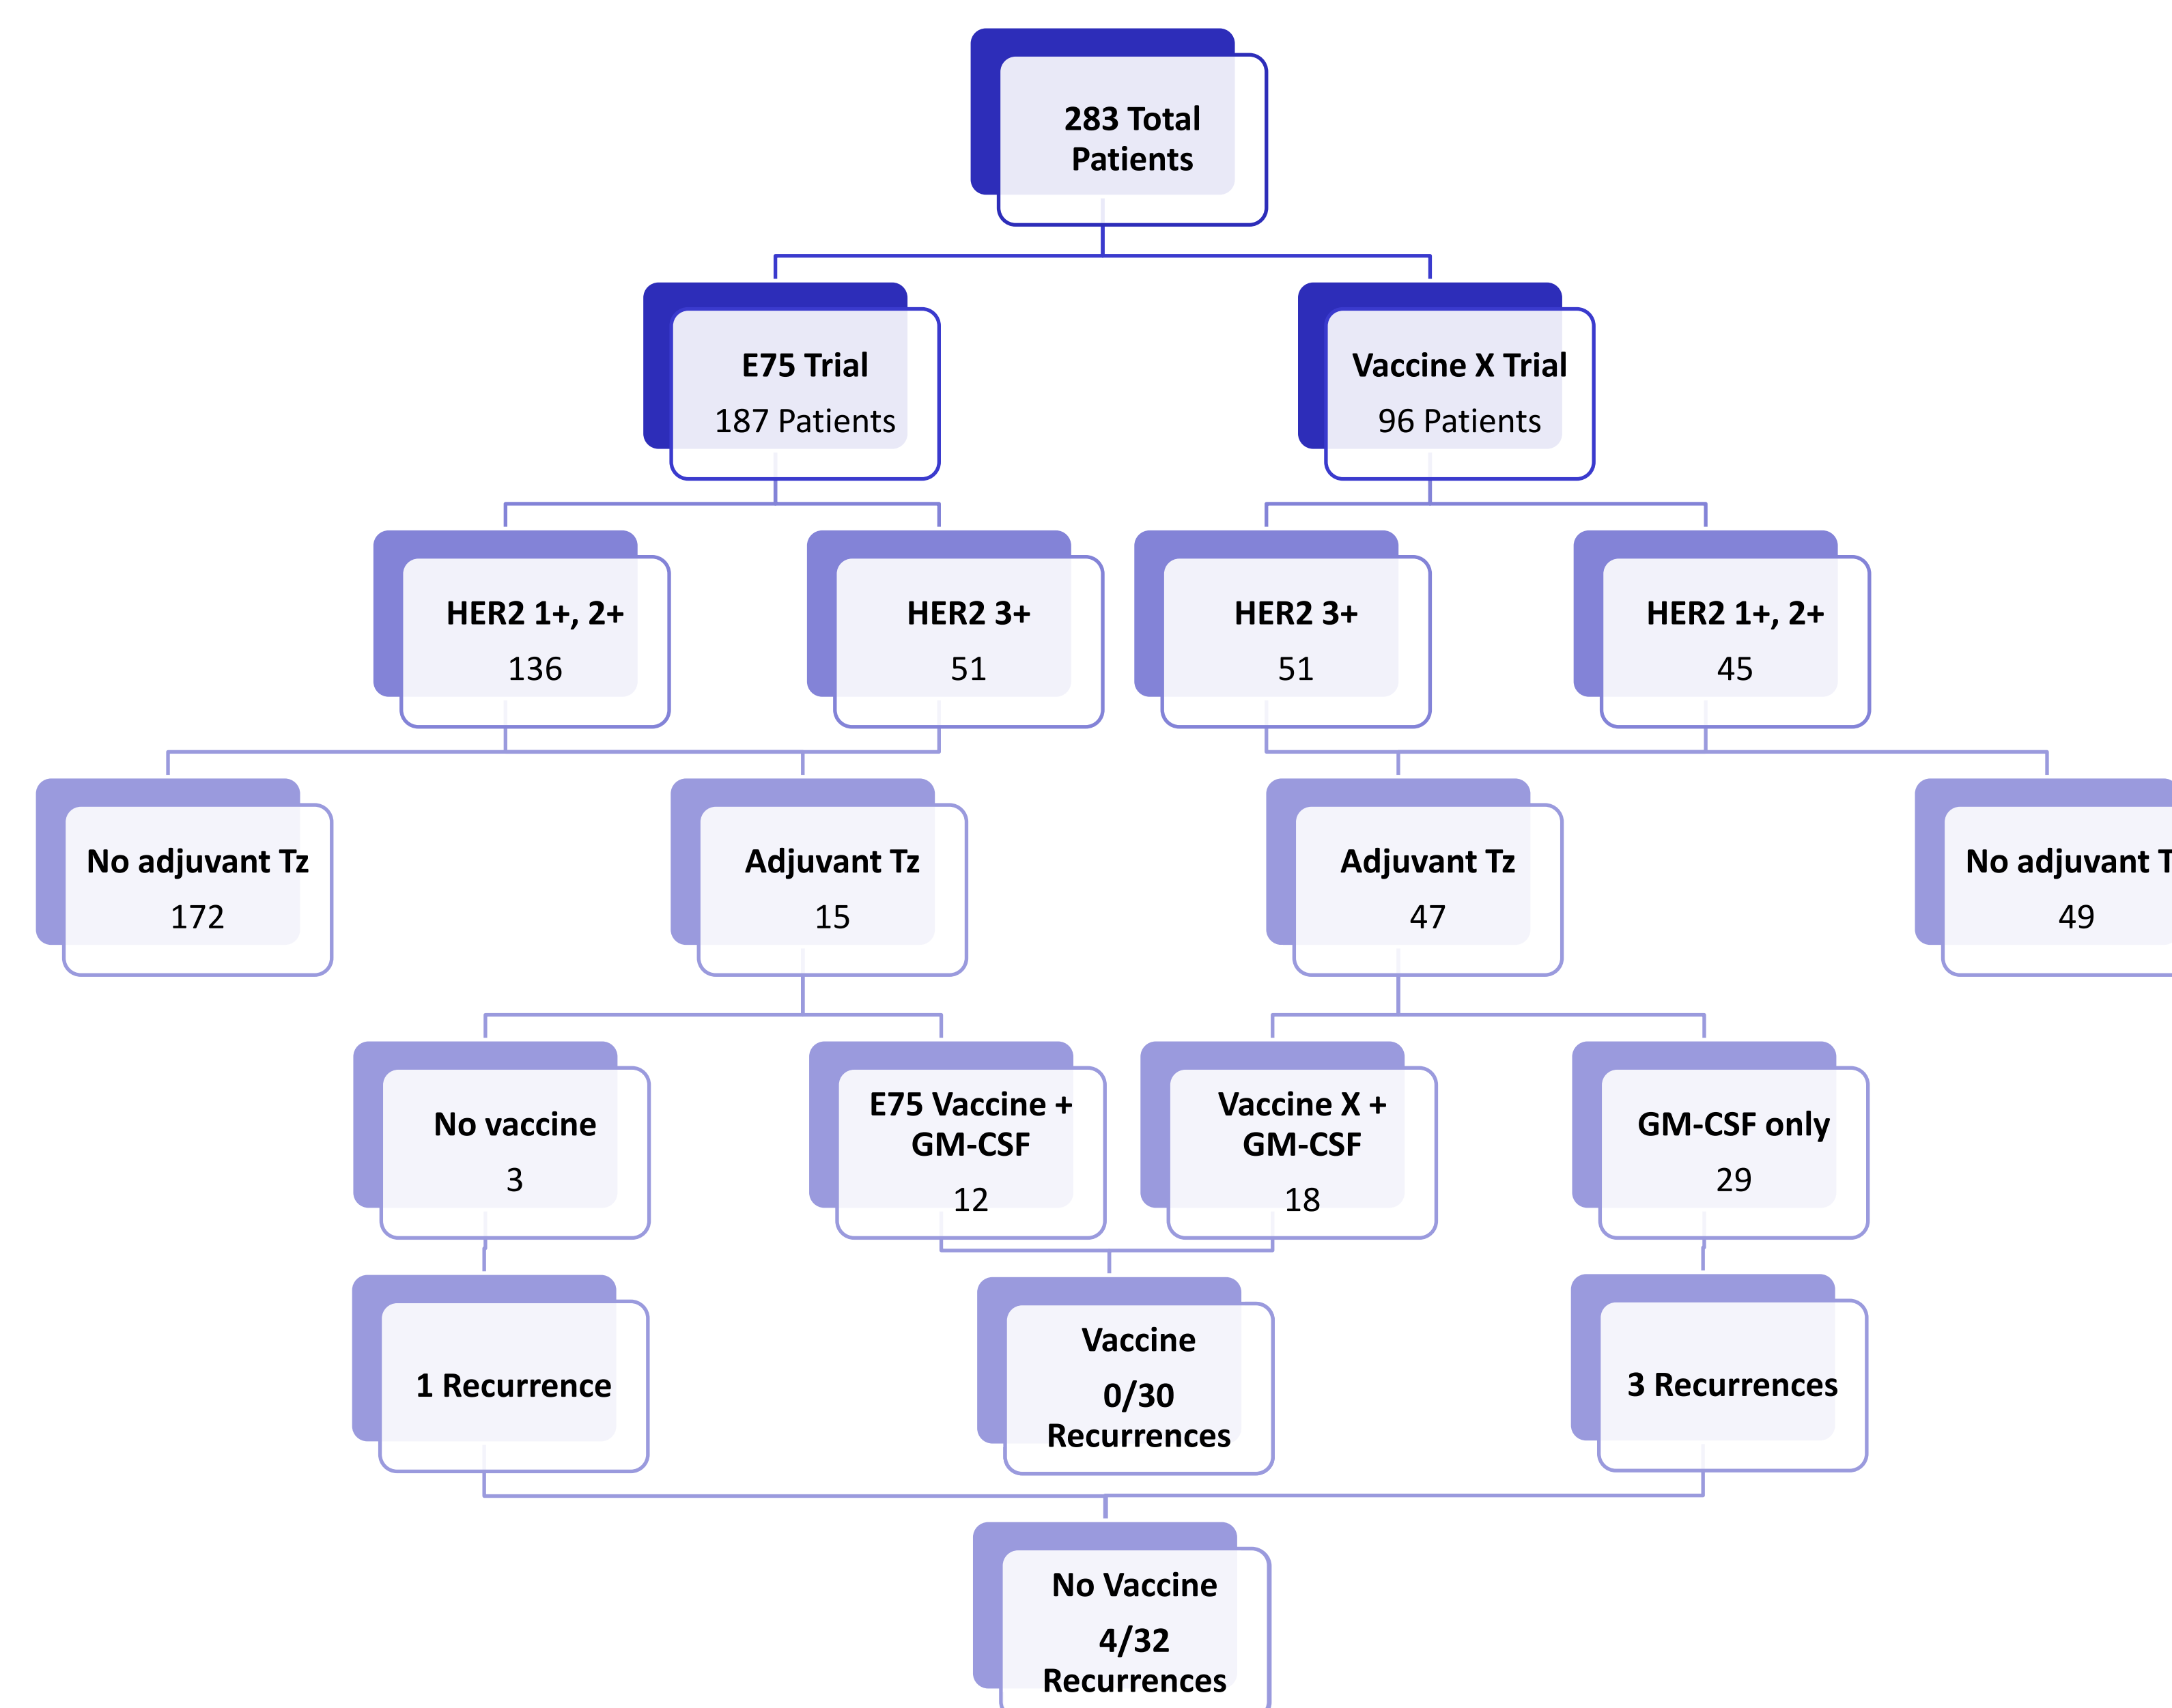 283 Total
Patients
E75 Trial
187 Patients
Vaccine X Trial
96 Patients
HER2 1+, 2+
136
HER2 3+
51
HER2 3+
51
HER2 1+, 2+
45
No adjuvant Tz
172
Adjuvant Tz
15
Adjuvant Tz
47
No adjuvant T
49
No vaccine
3
E75 Vaccine +
GM-CSF
12
Vaccine X +
GM-CSF
18
GM-CSF only
29
1 Recurrence
Vaccine
0/30
Recurrences
3 Recurrences
No Vaccine
4/32
Recurrences